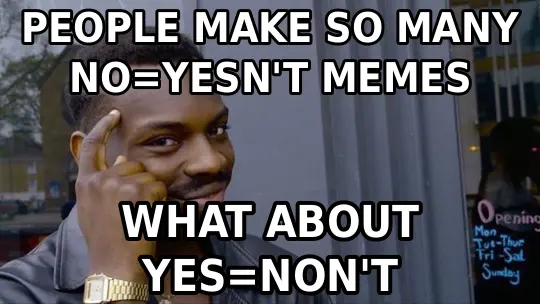 PEOPLE MAKE SO MANY
NO=YESN'T MEMES
WHAT ABOUT
YES=NON'T
Opening
Mon
Tue-Thur
Fri-Sat
Sunday